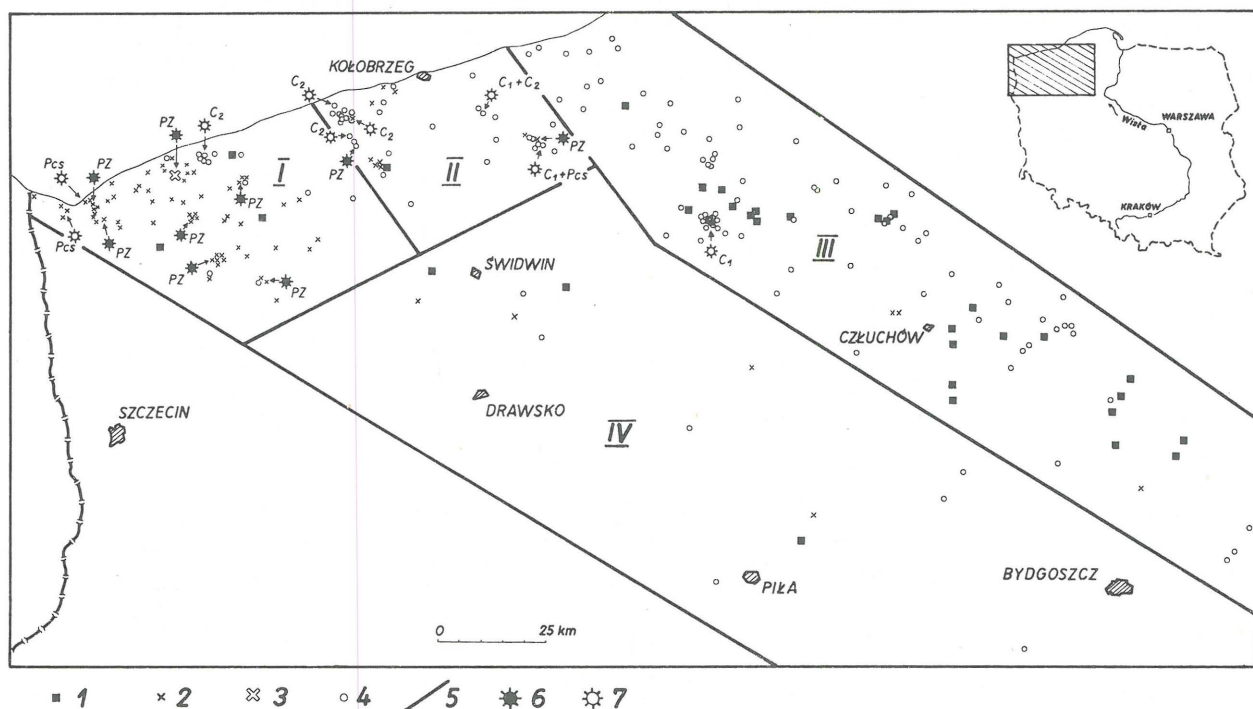 KOŁOBRZEG
C2
C1 + C2
PZ
C2
C2
C2
PZ
Pcs
PZ
I
PZ
II
C1 + Pcs
PZ
Pcs
PZ
PZ
PZ
PZ
C1
III
ŚWIDWIN
CZŁUCHÓW
DRAWSKO
SZCZECIN
IV
PIŁA
BYDGOSZCZ
0 25 km
Wisła
WARSZAWA
KRAKÓW
1 2 3 4 5 6 7